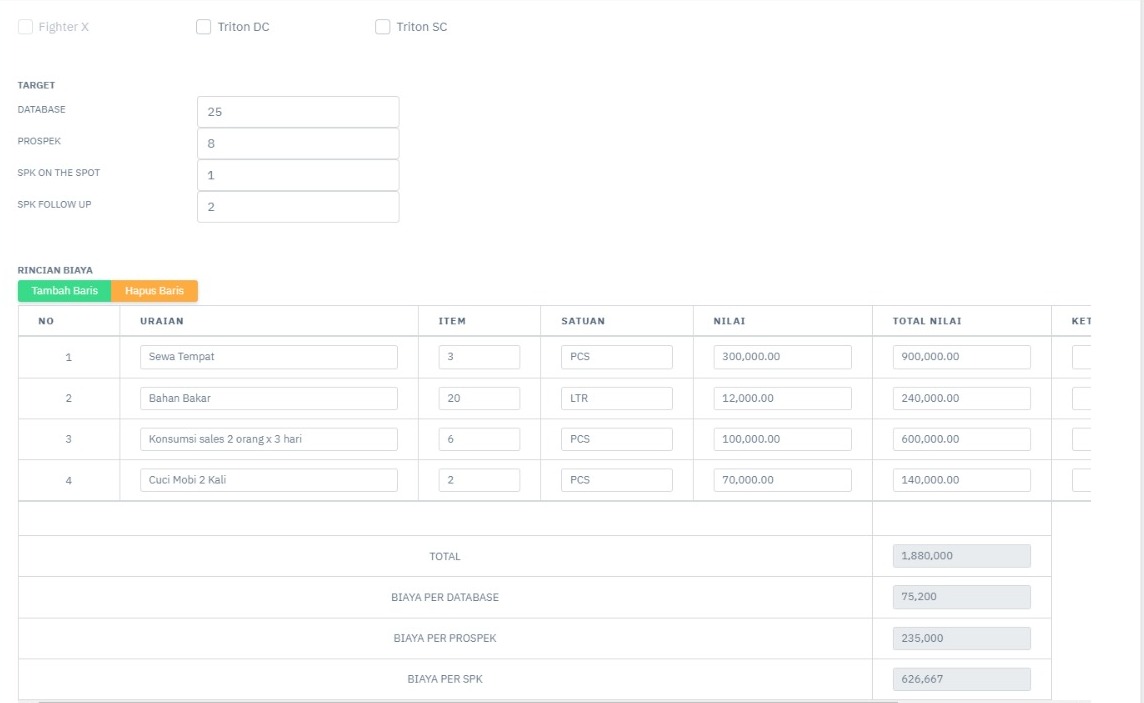 Fighter X Triton DC Triton SC
TARGET
DATABASE 25
PROSPEK 8
SPK ON THE SPOT 1
SPK FOLLOW UP 2
RINCIAN BIAYA
Tambah Baris Hapus Baris
NO URAIAN ITEM SATUAN NILAI TOTAL NILAI KET
1 Sewa Tempat 3 PCS 300,000.00 900,000.00
2 Bahan Bakar 20 LTR 12,000.00 240,000.00
3 Konsumsi sales 2 orang x 3 hari 6 PCS 100,000.00 600,000.00
4 Cuci Mobi 2 Kali 2 PCS 70,000.00 140,000.00
TOTAL 1,880,000
BIAYA PER DATABASE 75,200
BIAYA PER PROSPEK 235,000
BIAYA PER SPK 626,667